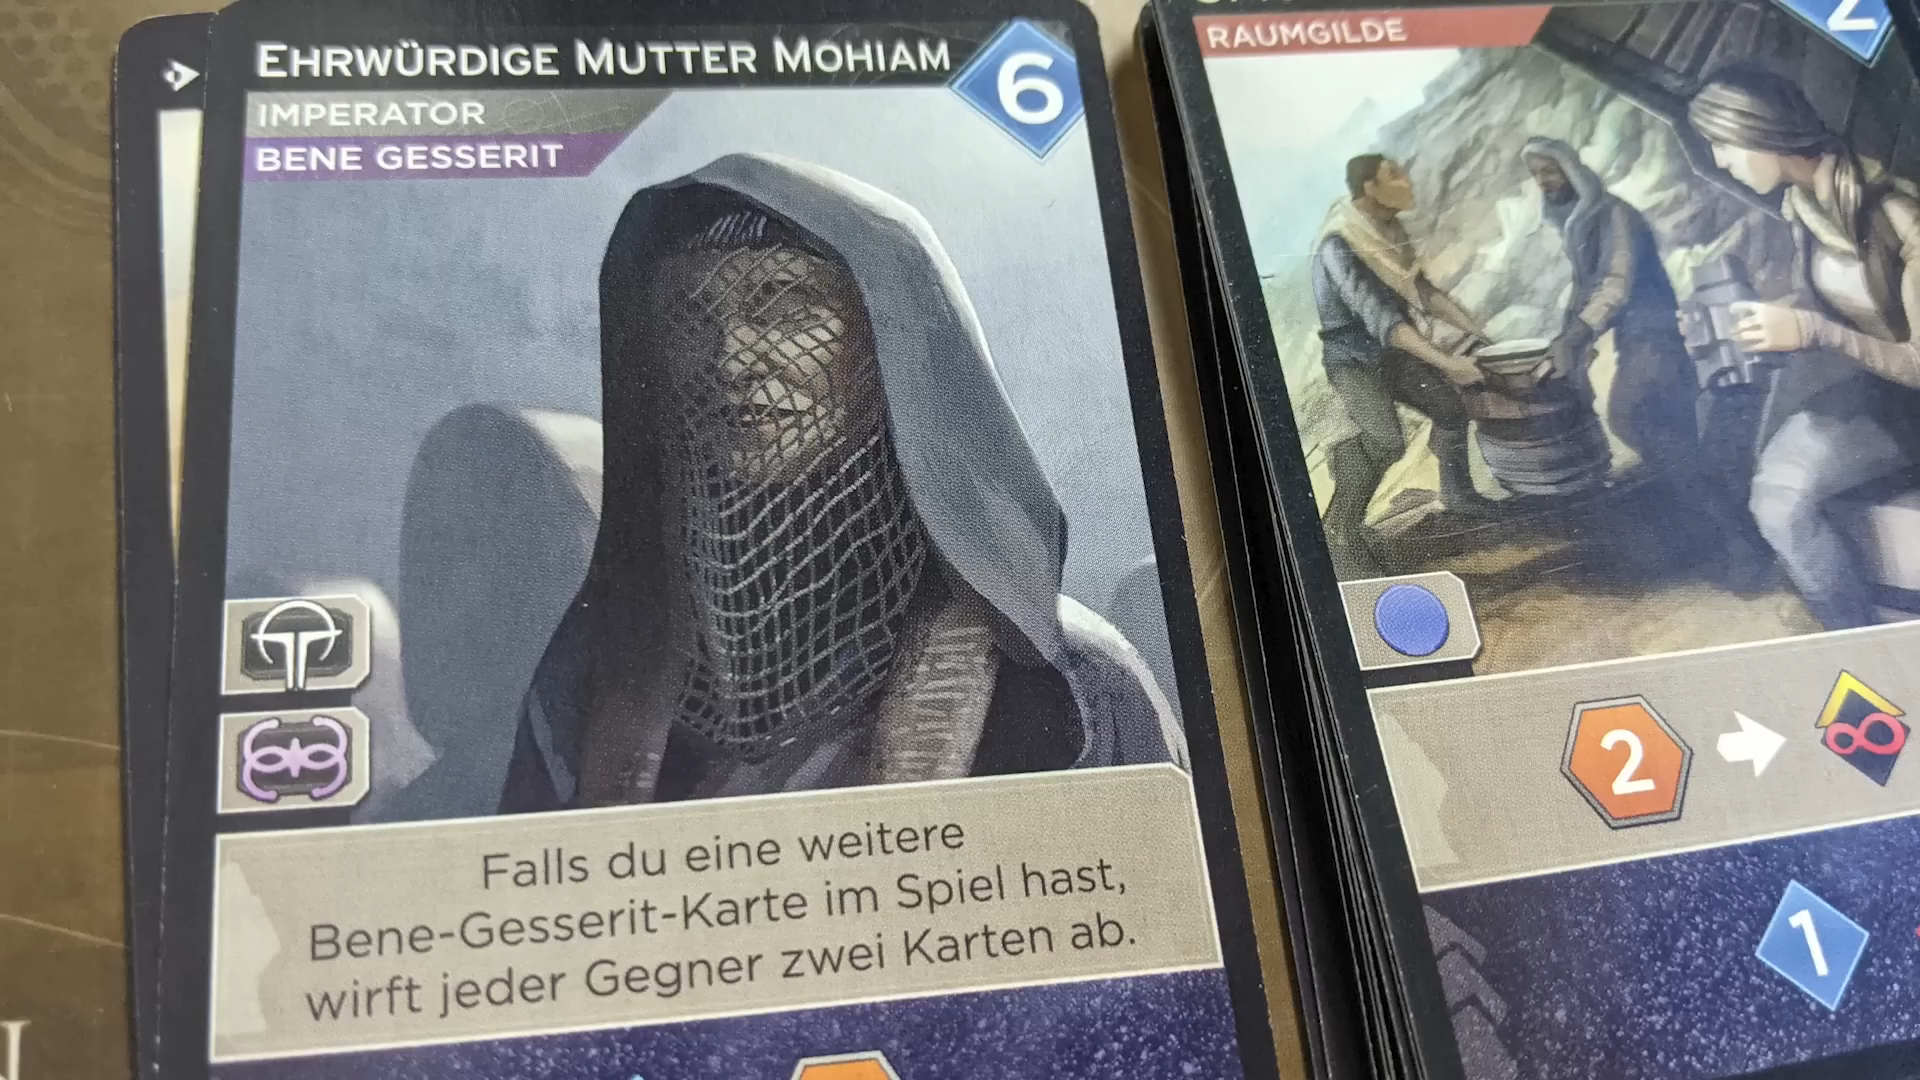 EHRWÜRDIGE MUTTER MOHIAM
6
IMPERATOR
BENE GESSERIT
Falls du eine weitere
Bene-Gesserit-Karte im Spiel hast,
wirft jeder Gegner zwei Karten ab.
RAUMGILDE
2
2
1
N